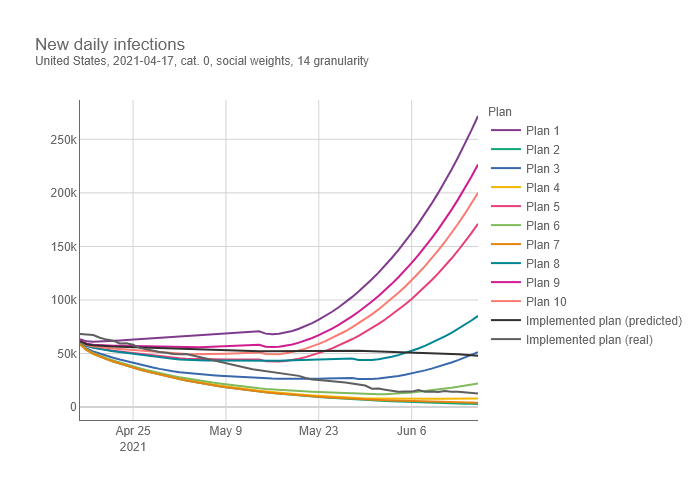 New daily infections
United States, 2021-04-17, cat. 0, social weights, 14 granularity
Plan
Plan 1
Plan 2
Plan 3
Plan 4
Plan 5
Plan 6
Plan 7
Plan 8
Plan 9
Plan 10
Implemented plan (predicted)
Implemented plan (real)
250k
200k
150k
100k
50k
0
Apr 25
2021
May 9
May 23
Jun 6